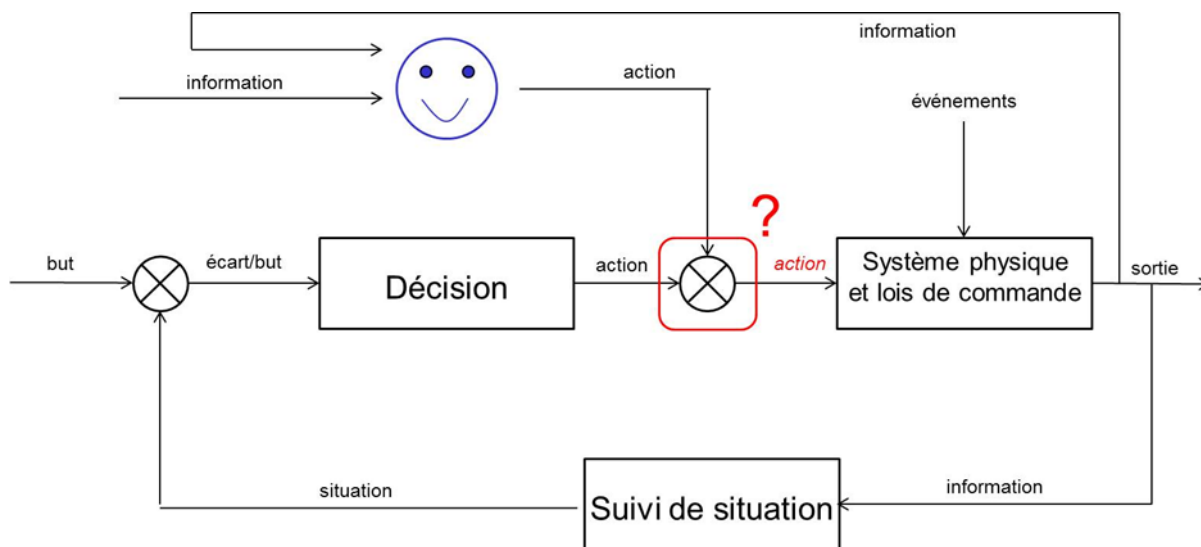 information
information
action
événements
?
but
écart/but
Décision
action
action
Système physique
et lois de commande
sortie
situation
Suivi de situation
information